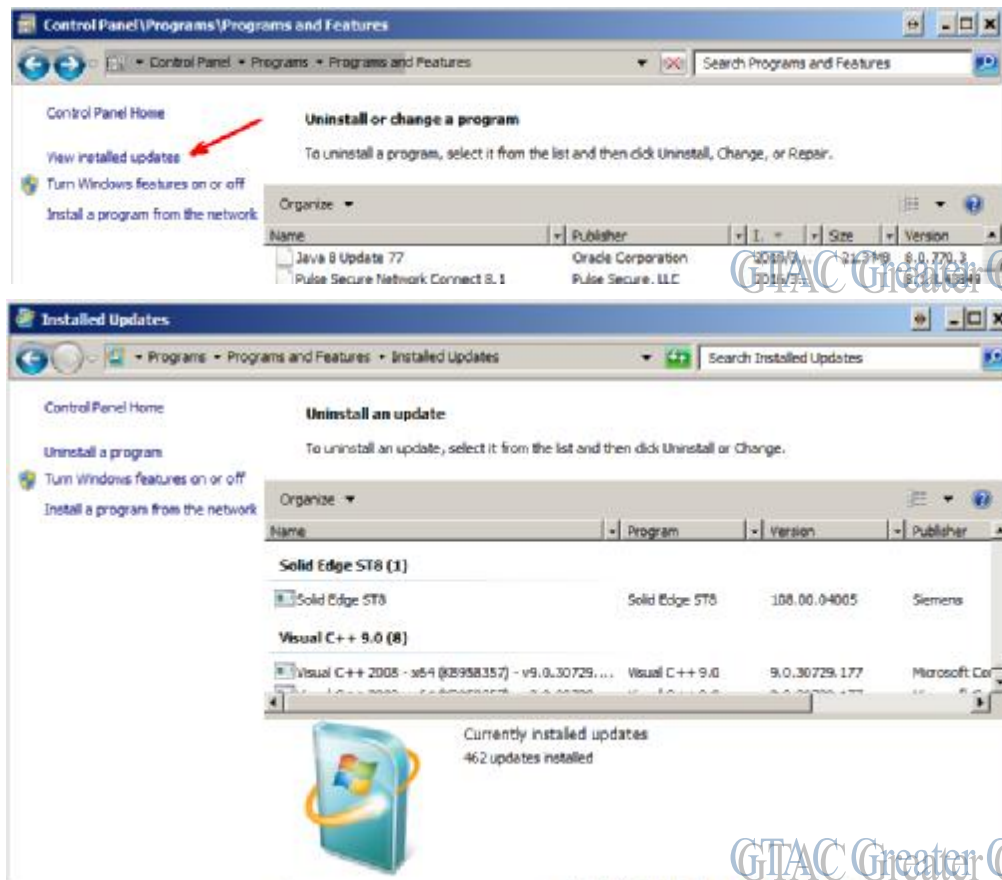 Control Panel\Programs\Programs and Features
Control Panel Programs Programs and Features
Search Programs and Features
Control Panel Home
View installed updates
Turn Windows features on or off
Install a program from the network
Uninstall or change a program
To uninstall a program, select it from the list and then click Uninstall, Change, or Repair.
Organize
Name Publisher I... Size Version
Java 8 Update 77 Oracle Corporation 8.0.770.3
Pulse Secure Network Connect 8.1 Pulse Secure, LLC
GTAC Greater
Installed Updates
Programs Programs and Features Installed Updates
Search Installed Updates
Control Panel Home
Uninstall a program
Turn Windows features on or off
Install a program from the network
Uninstall an update
To uninstall an update, select it from the list and then click Uninstall or Change.
Organize
Name Program Version Publisher
Solid Edge ST8 (1)
Solid Edge ST8 Solid Edge ST8 108.00.04005 Siemens
Visual C++ 9.0 (8)
Visual C++ 2008 - x64 (KB958357) - v9.0.30729.... Visual C++ 9.0 9.0.30729.177 Microsoft Cor
Currently installed updates
462 updates installed
GTAC Greater